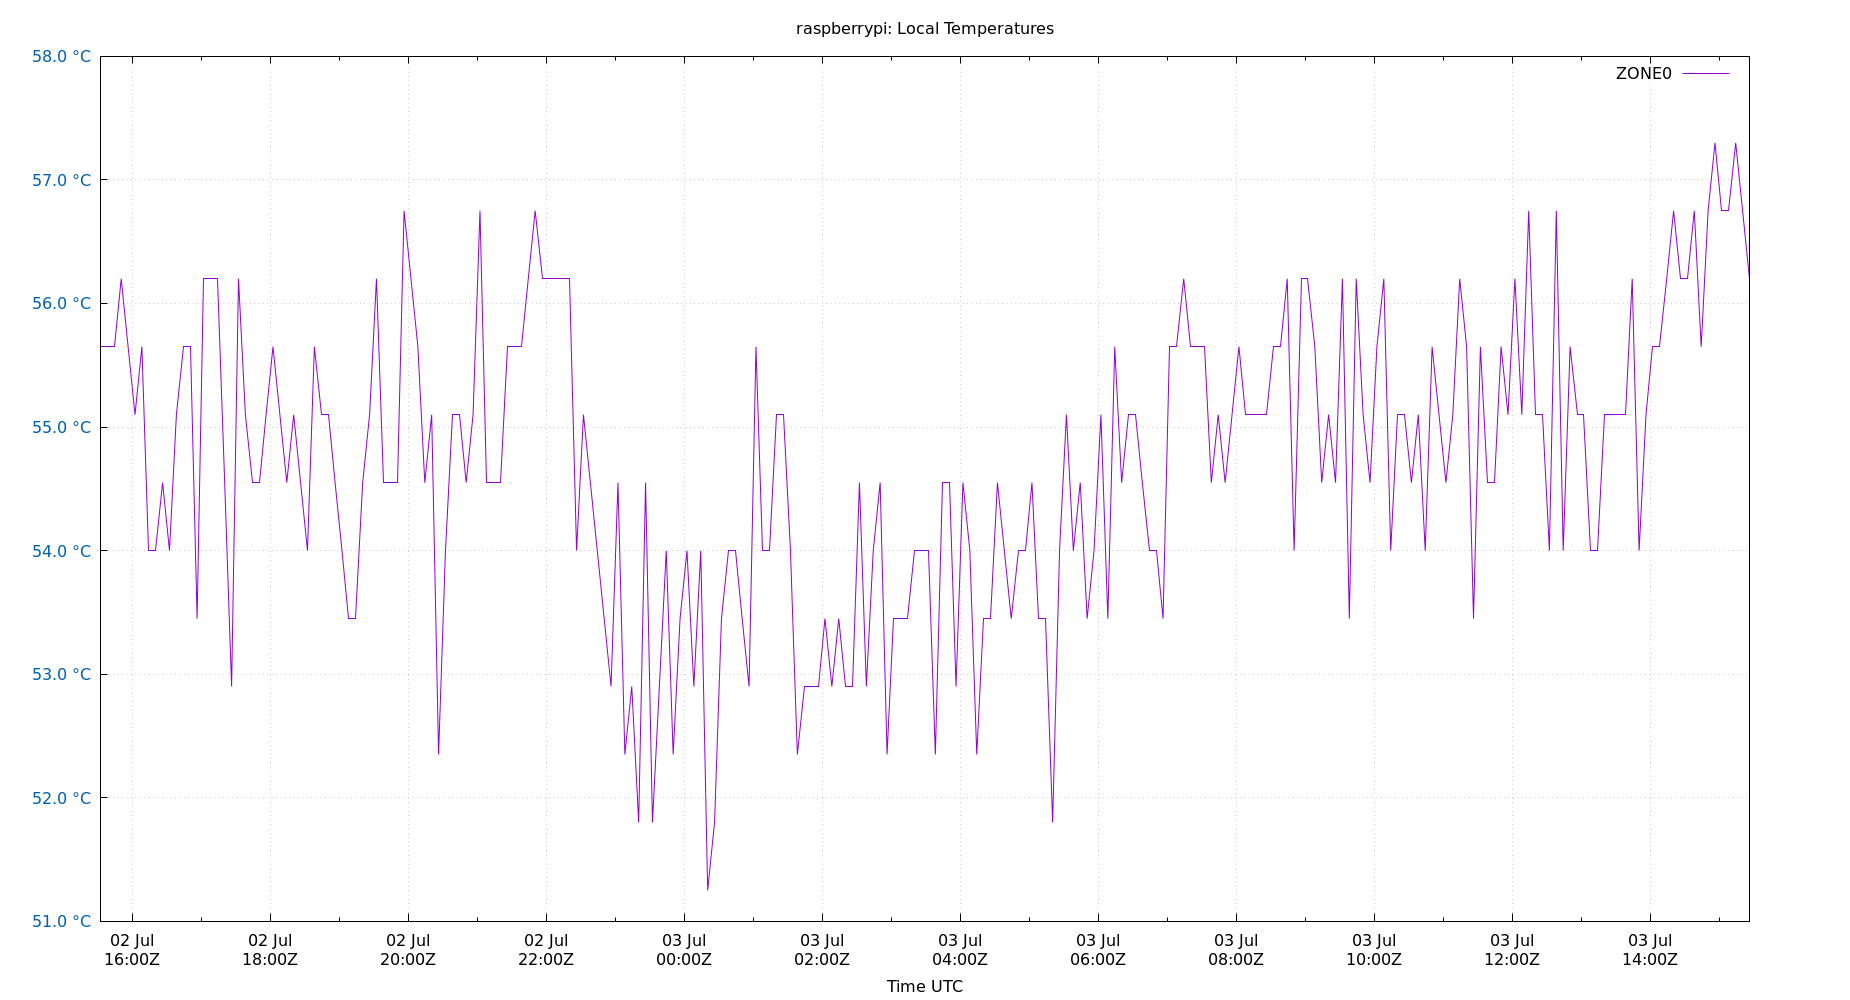 raspberrypi: Local Temperatures
58.0 °C
ZONE0
57.0 °C
56.0 °C
55.0 °C
54.0 °C
53.0 °C
52.0 °C
51.0 °C
02 Jul 02 Jul 02 Jul 02 Jul 03 Jul 03 Jul 03 Jul 03 Jul 03 Jul 03 Jul 03 Jul 03 Jul
16:00Z 18:00Z 20:00Z 22:00Z 00:00Z 02:00Z 04:00Z 06:00Z 08:00Z 10:00Z 12:00Z 14:00Z
Time UTC